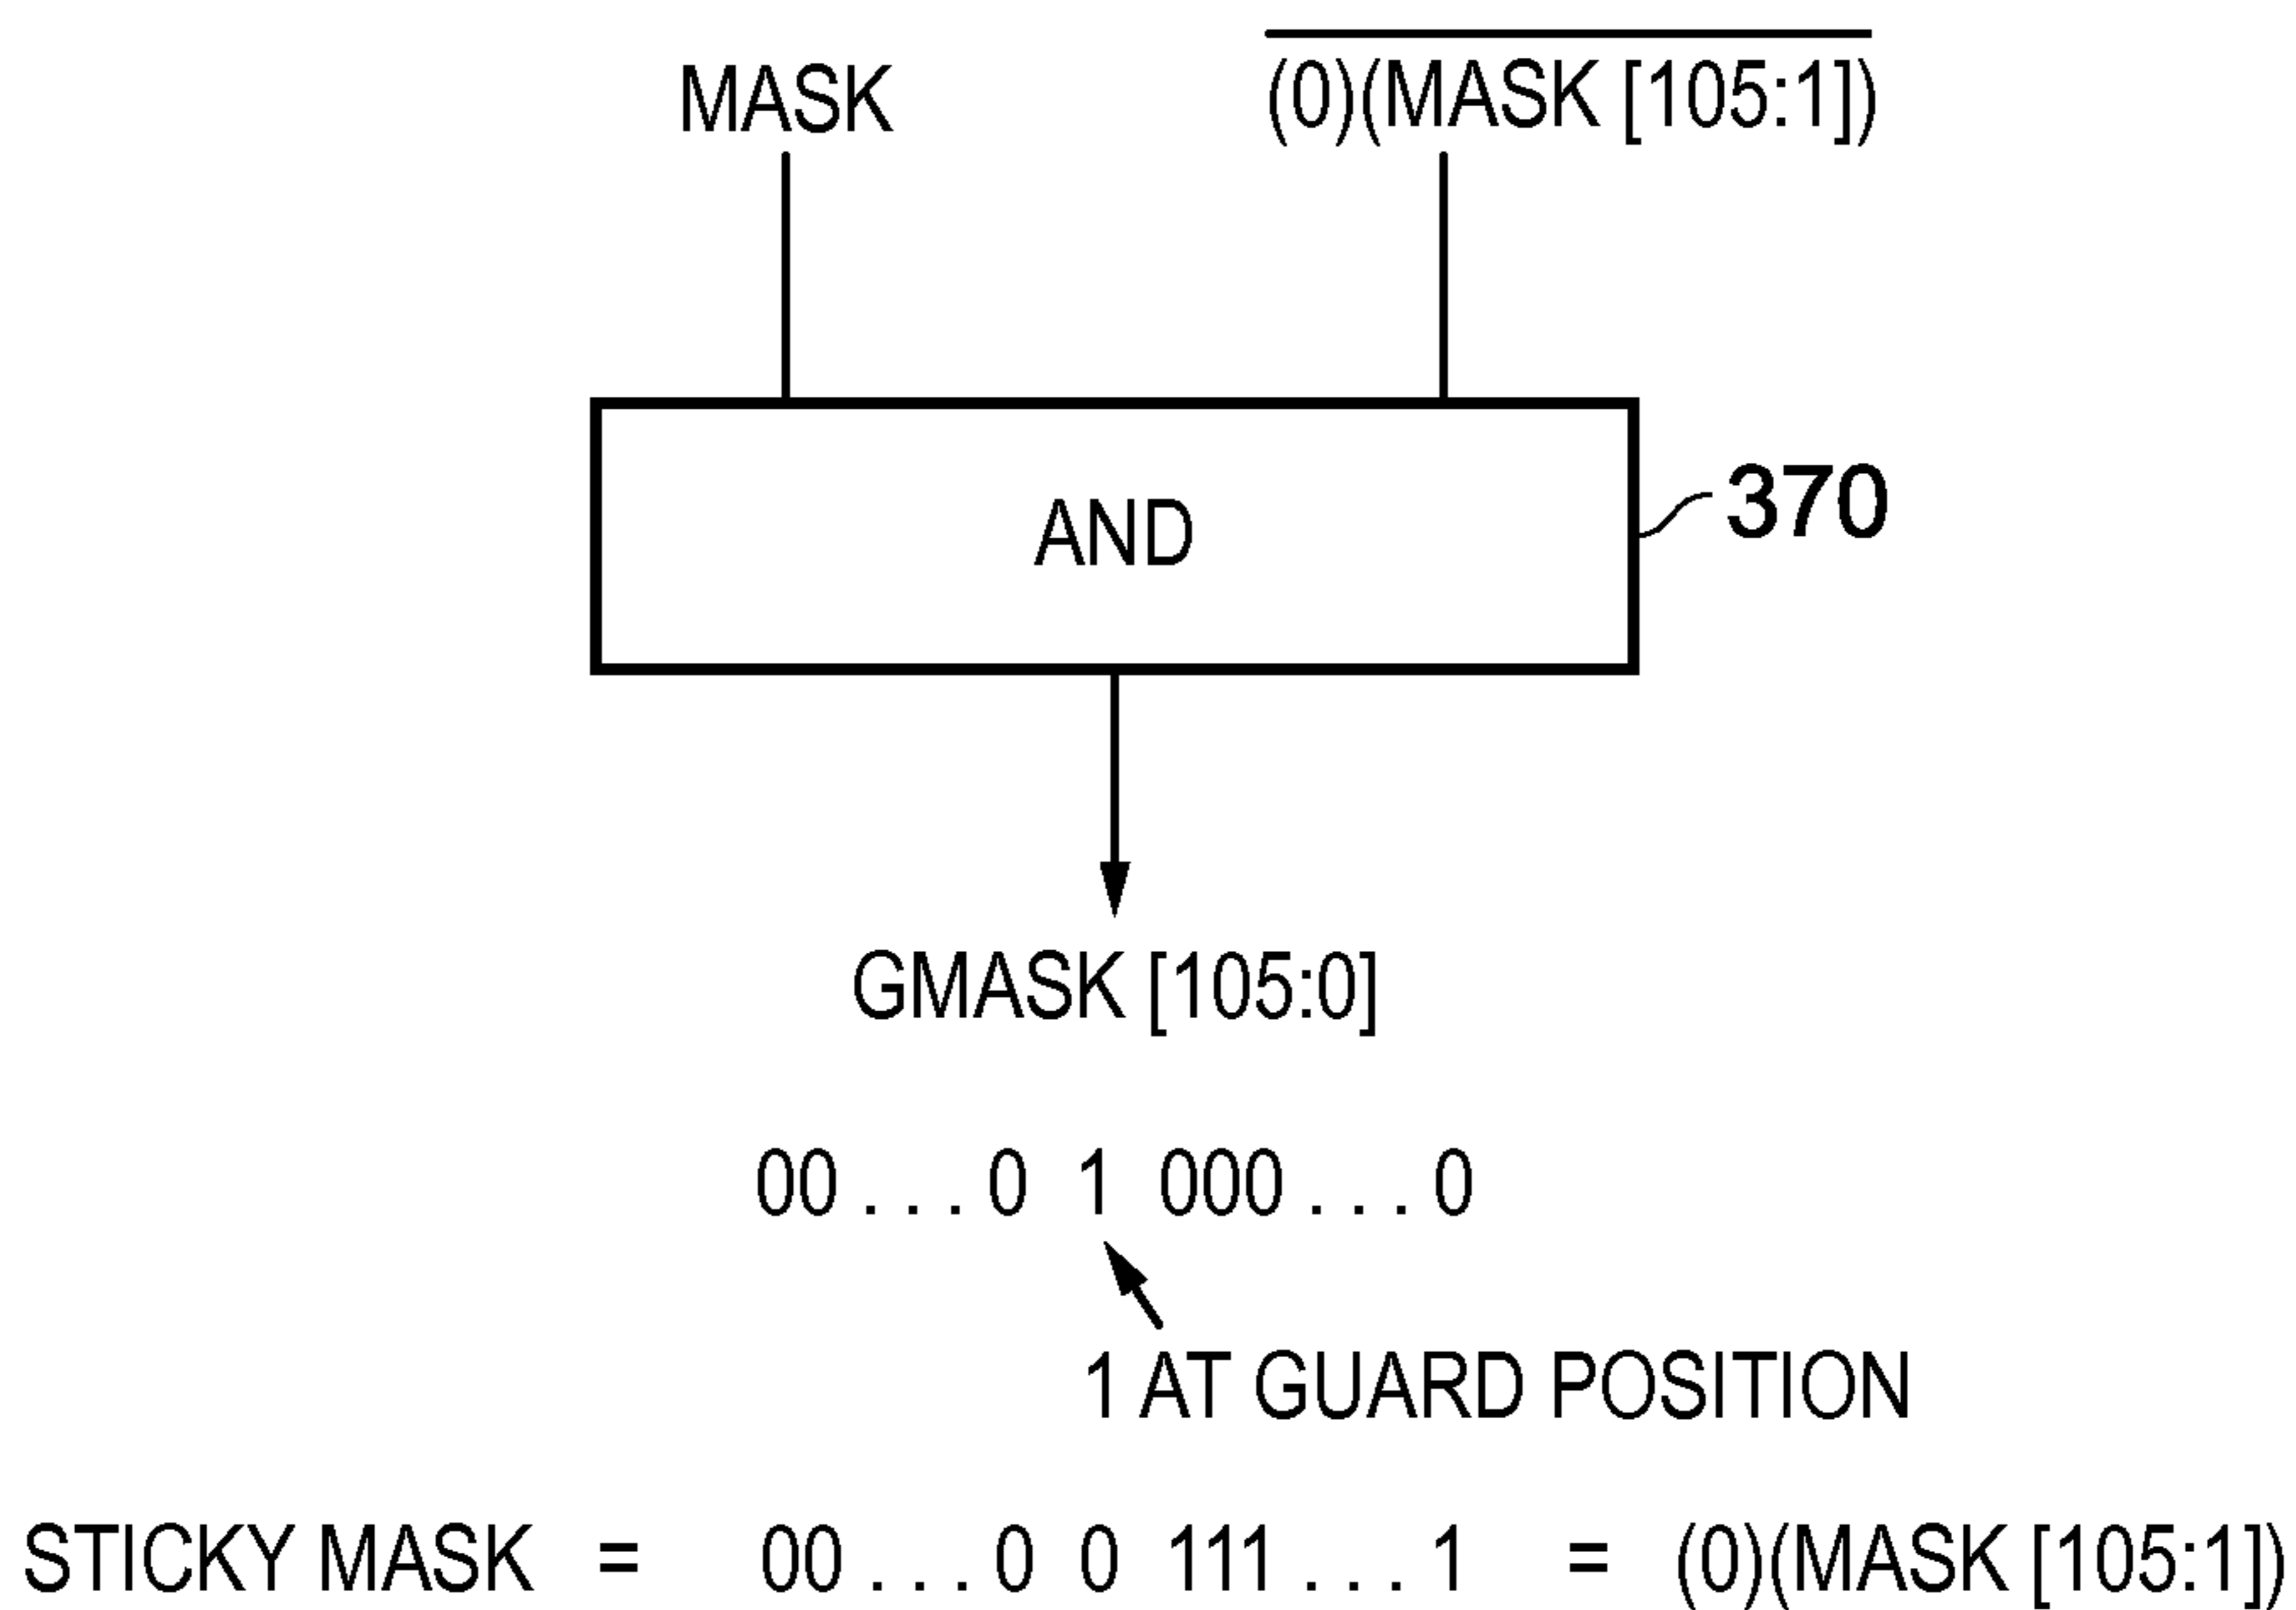 MASK (0)(MASK [105:1])
AND
370
GMASK [105:0]
00 . . . 0 1 000 . . . 0
1 AT GUARD POSITION
STICKY MASK = 00 . . . 0 0 111 . . . 1 = (0)(MASK [105:1])